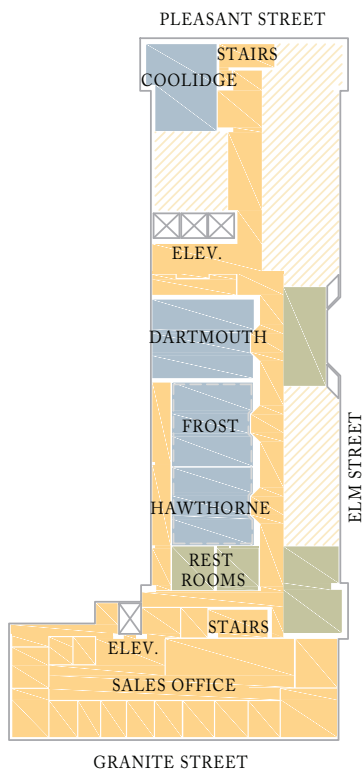 PLEASANT STREET
STAIRS
COOLIDGE
ELEV.
DARTMOUTH
FROST
ELM STREET
HAWTHORNE
REST
ROOMS
STAIRS
ELEV.
SALES OFFICE
GRANITE STREET